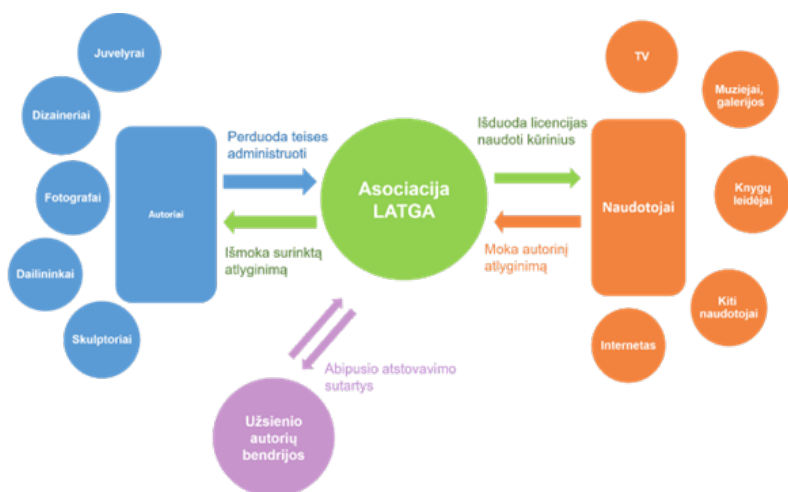 Juvelyrai
Dizaineriai
Fotografai
Dailininkai
Skulptoriai
Autoriai
Perduoda teises
administruoti
Išmoka surinktą
atlyginimą
Asociacija
LATGA
Abipusio atstovavimo
sutartys
Užsienio
autorių
bendrijos
Išduoda licencijas
naudoti kūrinius
Moka autorinį
atlyginimą
Naudotojai
TV
Muziejai,
galerijos
Knygų
leidėjai
Kiti
naudotojai
Internetas